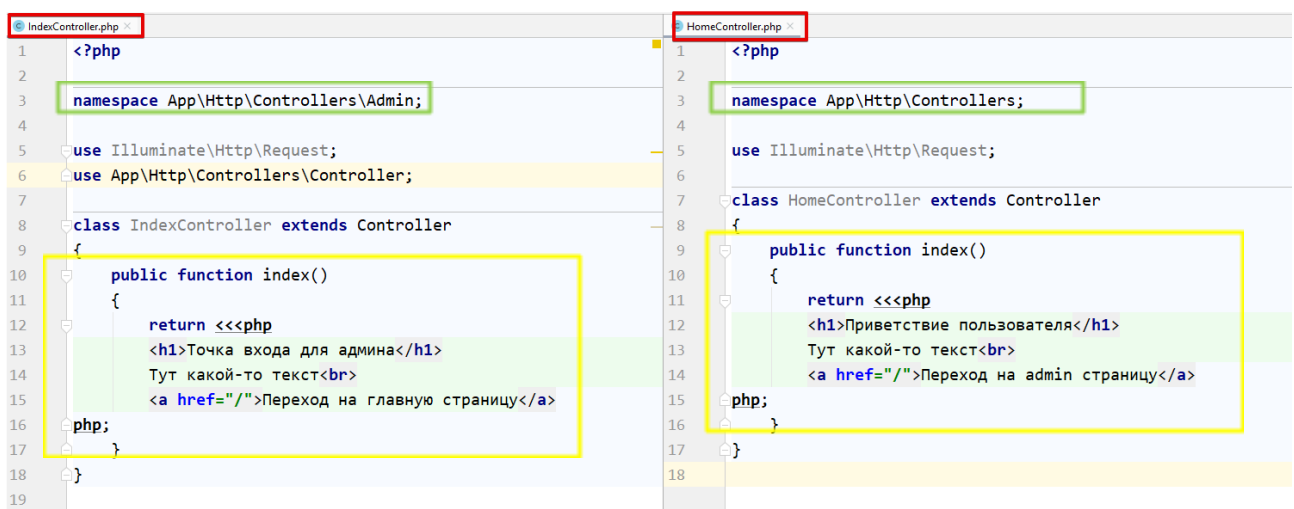 IndexController.php
1 <?php
2
3 namespace App\Http\Controllers\Admin;
4
5 use Illuminate\Http\Request;
6 use App\Http\Controllers\Controller;
7
8 class IndexController extends Controller
9 {
10 public function index()
11 {
12 return <<<php
13 <h1>Точка входа для админа</h1>
14 Тут какой-то текст<br>
15 <a href="/">Переход на главную страницу</a>
16 php;
17 }
18 }
19
HomeController.php
1 <?php
2
3 namespace App\Http\Controllers;
4
5 use Illuminate\Http\Request;
6
7 class HomeController extends Controller
8 {
9 public function index()
10 {
11 return <<<php
12 <h1>Приветствие пользователя</h1>
13 Тут какой-то текст<br>
14 <a href="/">Переход на admin страницу</a>
15 php;
16 }
17 }
18